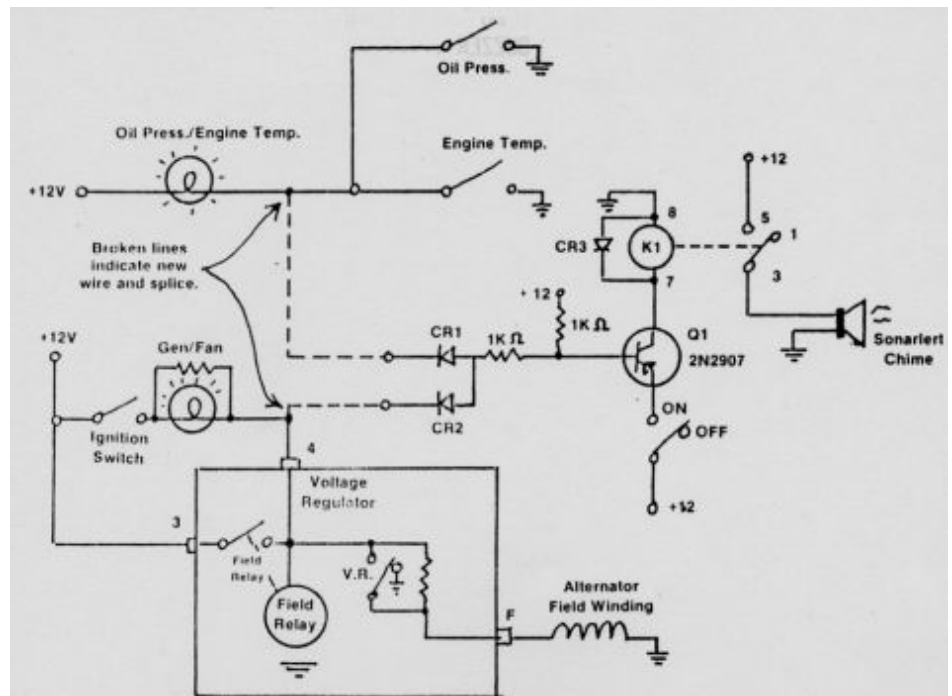 Oil Press.
Oil Press./Engine Temp.
Engine Temp.
+12V
+12
8
5
1
Broken lines
indicate new
wire and splice.
CR3
K1
7
3
+12
+12V
Gen/Fan
CR1
1K Ω
1K Ω
Q1
2N2907
Sonarlert
Chime
CR2
Ignition
Switch
ON
OFF
4
Voltage
Regulator
+12
3
Field
Relay
V.R.
Field
Relay
F
Alternator
Field Winding